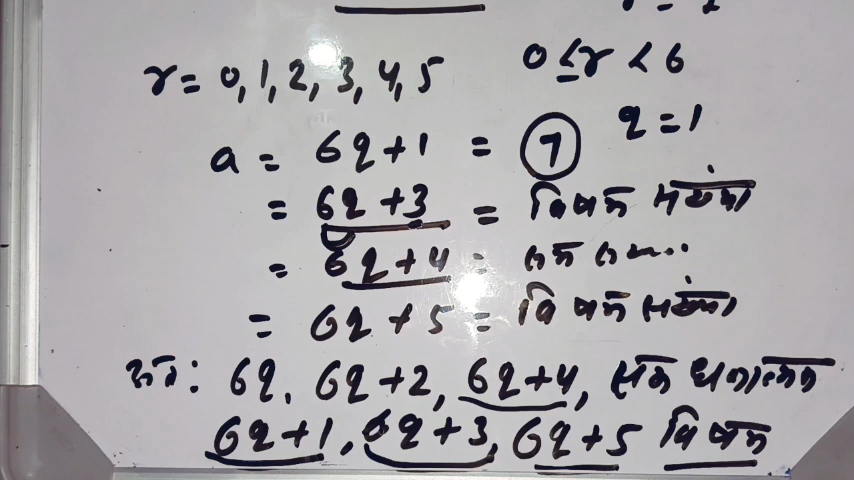 r = 0, 1, 2, 3, 4, 5 0 ≤ r < 6
a = 6q + 1 = 7 q = 1
= 6q + 3 = विषम संख्या
= 6q + 4 = सम
= 6q + 5 = विषम संख्या
अतः 6q, 6q + 2, 6q + 4, सम धनात्मक
6q + 1, 6q + 3, 6q + 5 विषम